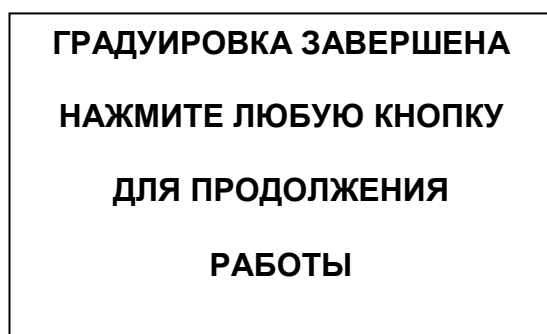 ГРАДУИРОВКА ЗАВЕРШЕНА
НАЖМИТЕ ЛЮБУЮ КНОПКУ
ДЛЯ ПРОДОЛЖЕНИЯ
РАБОТЫ